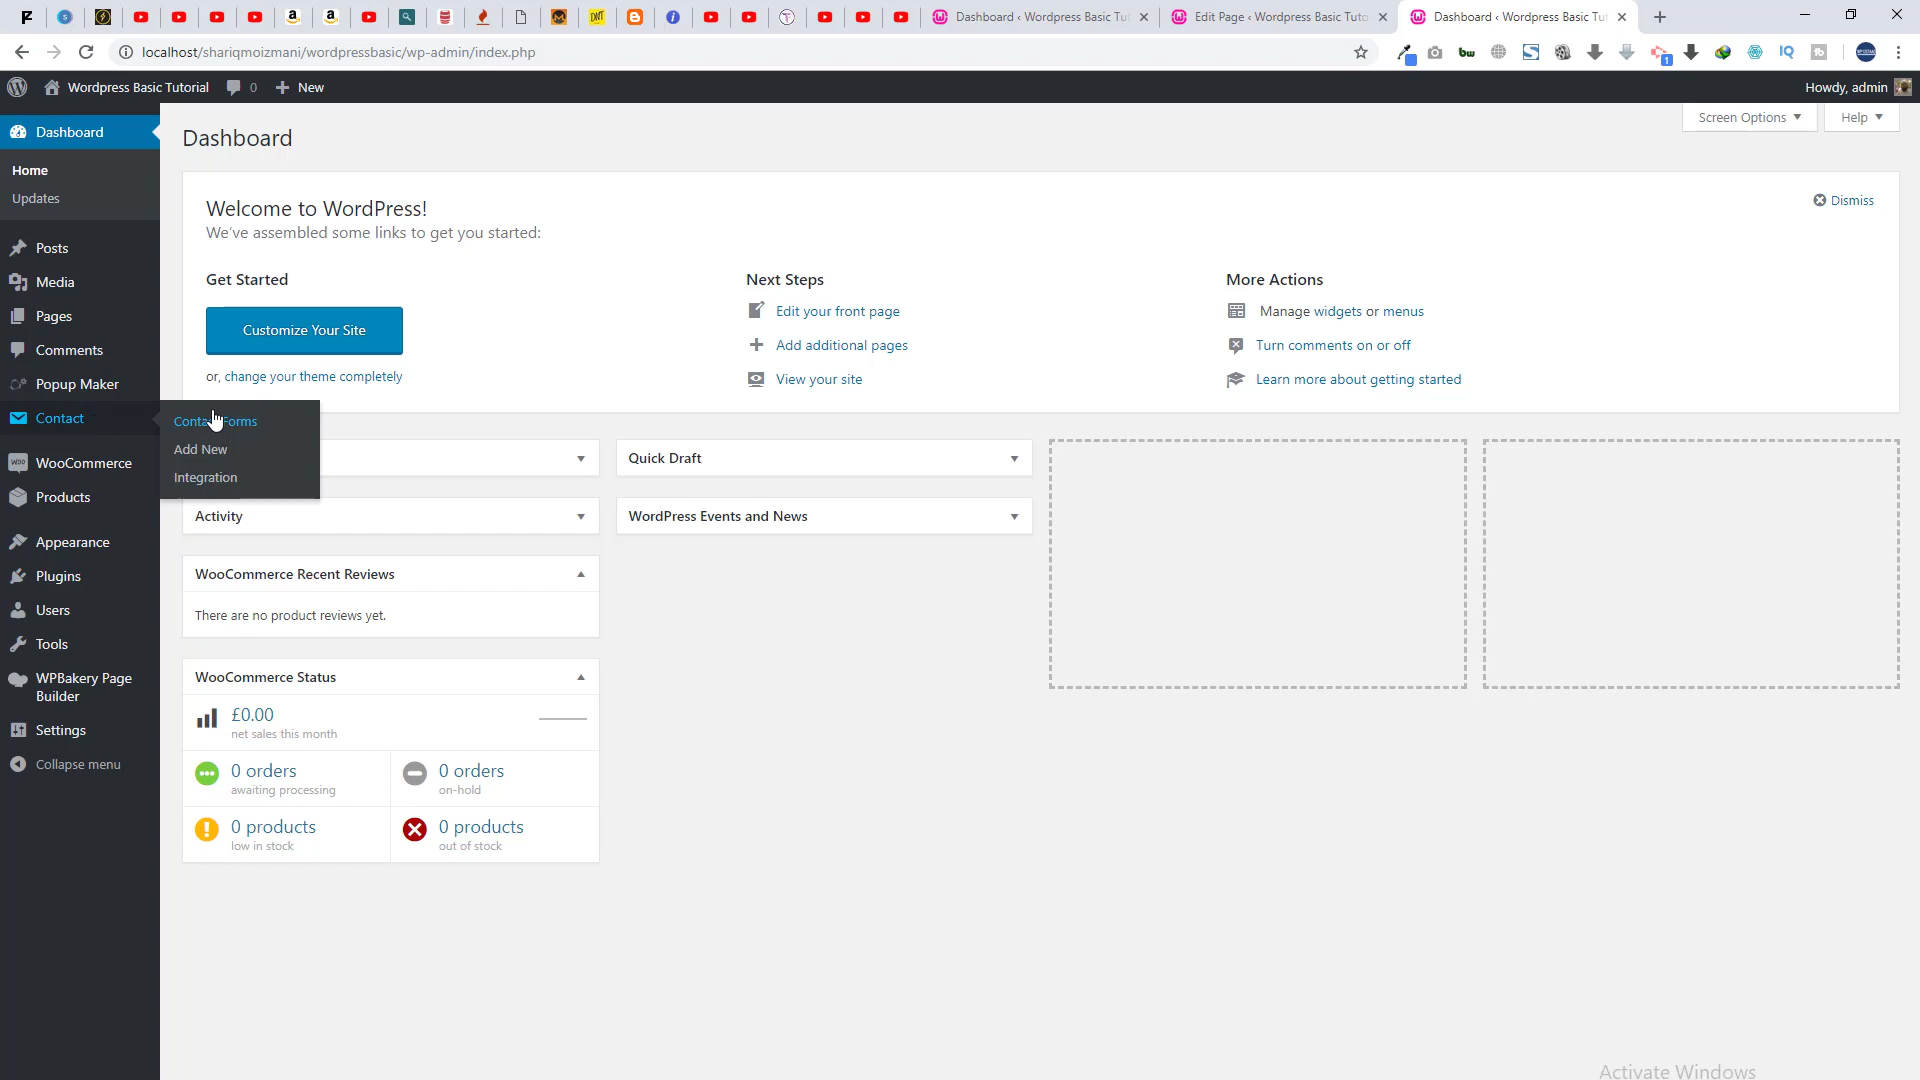 Dashboard ‹ Wordpress Basic Tut
Edit Page ‹ Wordpress Basic Tuto
Dashboard ‹ Wordpress Basic Tut
localhost/shariqmoizmani/wordpressbasic/wp-admin/index.php
Wordpress Basic Tutorial
0
New
Howdy, admin
Dashboard
Home
Updates
Posts
Media
Pages
Comments
Popup Maker
Contact
Contact Forms
Add New
Integration
WooCommerce
Products
Appearance
Plugins
Users
Tools
WPBakery Page
Builder
Settings
Collapse menu
Dashboard
Screen Options
Help
Welcome to WordPress!
We've assembled some links to get you started:
Dismiss
Get Started
Customize Your Site
or, change your theme completely
Next Steps
Edit your front page
Add additional pages
View your site
More Actions
Manage widgets or menus
Turn comments on or off
Learn more about getting started
Activity
WooCommerce Recent Reviews
There are no product reviews yet.
WooCommerce Status
£0.00
net sales this month
0 orders
awaiting processing
0 orders
on-hold
0 products
low in stock
0 products
out of stock
Quick Draft
WordPress Events and News
Activate Windows